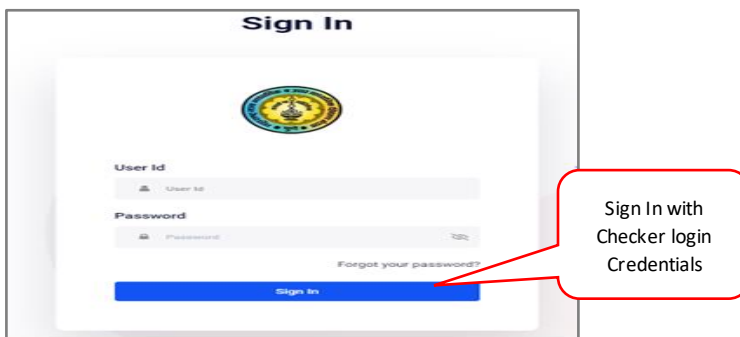 Sign In
User Id
User Id
Password
Password
Forgot your password?
Sign In
Sign In with
Checker login
Credentials